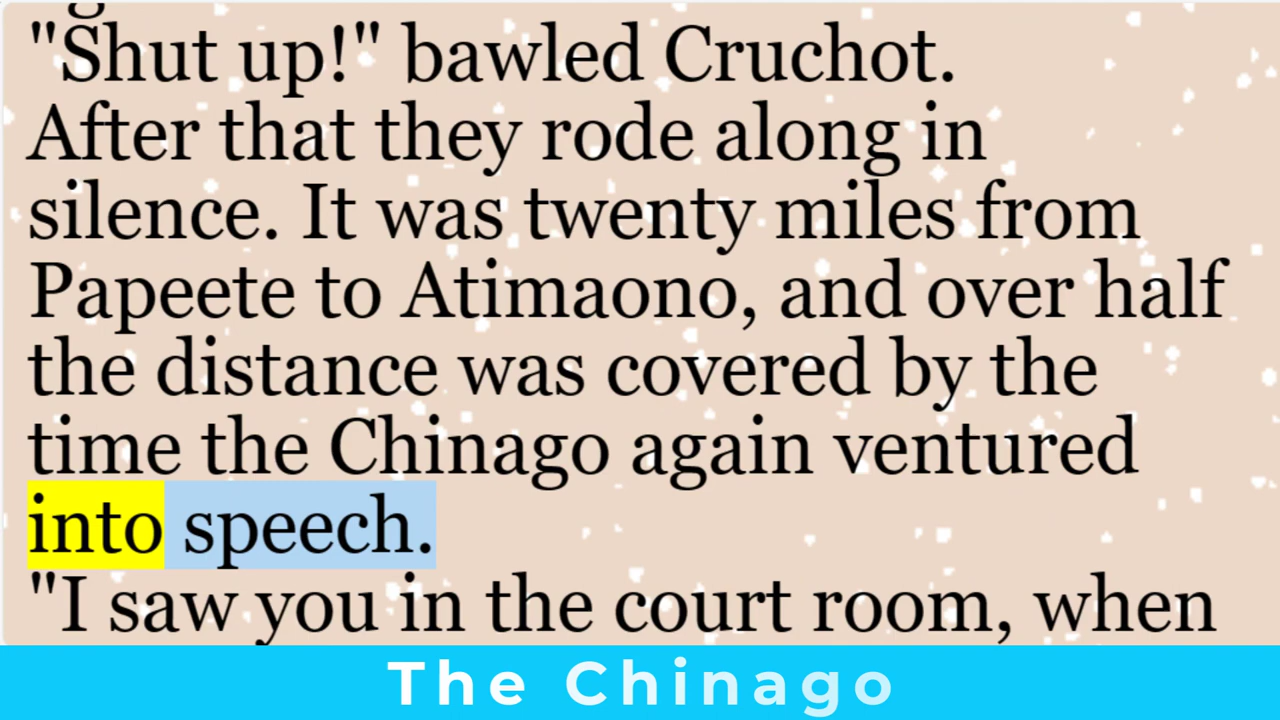 "Shut up!" bawled Cruchot.
After that they rode along in
silence. It was twenty miles from
Papeete to Atimaono, and over half
the distance was covered by the
time the Chinago again ventured
into speech.
"I saw you in the court room, when
The Chinago